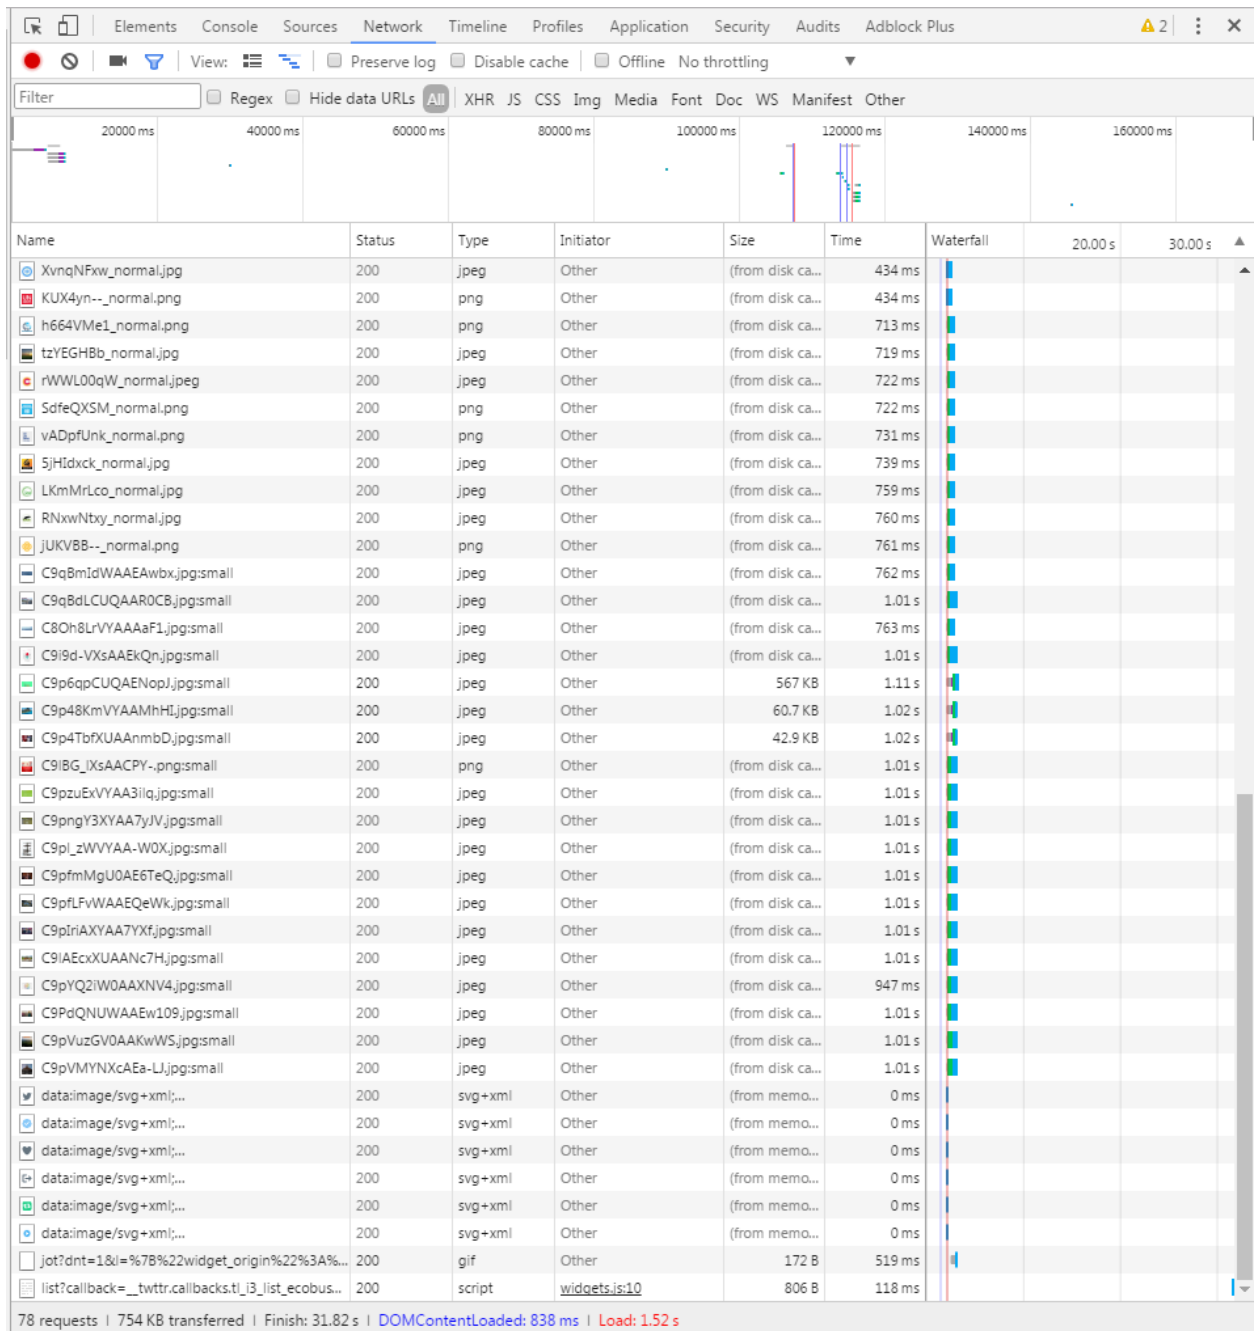 Elements Console Sources Network Timeline Profiles Application Security Audits Adblock Plus 2
View: Preserve log Disable cache Offline No throttling
Filter Regex Hide data URLs All XHR JS CSS Img Media Font Doc WS Manifest Other
20000 ms 40000 ms 60000 ms 80000 ms 100000 ms 120000 ms 140000 ms 160000 ms
Name Status Type Initiator Size Time Waterfall 20.00 s 30.00 s
XvnqNFxw_normal.jpg 200 jpeg Other (from disk ca... 434 ms
KUX4yn--_normal.png 200 png Other (from disk ca... 434 ms
h664VMe1_normal.png 200 png Other (from disk ca... 713 ms
tzYEGHBb_normal.jpg 200 jpeg Other (from disk ca... 719 ms
rWWL00qW_normal.jpeg 200 jpeg Other (from disk ca... 722 ms
SdfeQXSM_normal.png 200 png Other (from disk ca... 722 ms
vADpfUnk_normal.png 200 png Other (from disk ca... 731 ms
5jHIdxck_normal.jpg 200 jpeg Other (from disk ca... 739 ms
LKmMrLco_normal.jpg 200 jpeg Other (from disk ca... 759 ms
RNxwNtxy_normal.jpg 200 jpeg Other (from disk ca... 760 ms
jUKVBB--_normal.png 200 png Other (from disk ca... 761 ms
C9qBmIdWAAEAwbx.jpg:small 200 jpeg Other (from disk ca... 762 ms
C9qBdLCUQAAR0CB.jpg:small 200 jpeg Other (from disk ca... 1.01 s
C8Oh8LrVYAAAaF1.jpg:small 200 jpeg Other (from disk ca... 763 ms
C9i9d-VXsAAEkQn.jpg:small 200 jpeg Other (from disk ca... 1.01 s
C9p6qpCUQAENopJ.jpg:small 200 jpeg Other 567 KB 1.11 s
C9p48KmVYAAMhHI.jpg:small 200 jpeg Other 60.7 KB 1.02 s
C9p4TbfXUAAnmbD.jpg:small 200 jpeg Other 42.9 KB 1.02 s
C9IBG_IXsAACPY-.png:small 200 png Other (from disk ca... 1.01 s
C9pzuExVYAA3ilq.jpg:small 200 jpeg Other (from disk ca... 1.01 s
C9pngY3XYAA7yJV.jpg:small 200 jpeg Other (from disk ca... 1.01 s
C9pI_zWVYAA-W0X.jpg:small 200 jpeg Other (from disk ca... 1.01 s
C9pfmMgU0AE6TeQ.jpg:small 200 jpeg Other (from disk ca... 1.01 s
C9pfLFvWAAEQeWk.jpg:small 200 jpeg Other (from disk ca... 1.01 s
C9pIriAXYAA7YXf.jpg:small 200 jpeg Other (from disk ca... 1.01 s
C9IAEcxXUAANc7H.jpg:small 200 jpeg Other (from disk ca... 1.01 s
C9pYQ2iW0AAXNV4.jpg:small 200 jpeg Other (from disk ca... 947 ms
C9PdQNUWAAEw109.jpg:small 200 jpeg Other (from disk ca... 1.01 s
C9pVuzGV0AAKwWS.jpg:small 200 jpeg Other (from disk ca... 1.01 s
C9pVMYNXcAEa-LJ.jpg:small 200 jpeg Other (from disk ca... 1.01 s
data:image/svg+xml;... 200 svg+xml Other (from memo... 0 ms
data:image/svg+xml;... 200 svg+xml Other (from memo... 0 ms
data:image/svg+xml;... 200 svg+xml Other (from memo... 0 ms
data:image/svg+xml;... 200 svg+xml Other (from memo... 0 ms
data:image/svg+xml;... 200 svg+xml Other (from memo... 0 ms
data:image/svg+xml;... 200 svg+xml Other (from memo... 0 ms
jot?dnt=1&l=%7B%22widget_origin%22%3A%... 200 gif Other 172 B 519 ms
list?callback=__twttr.callbacks.tl_i3_list_ecobus... 200 script widgets.js:10 806 B 118 ms
78 requests | 754 KB transferred | Finish: 31.82 s | DOMContentLoaded: 838 ms | Load: 1.52 s